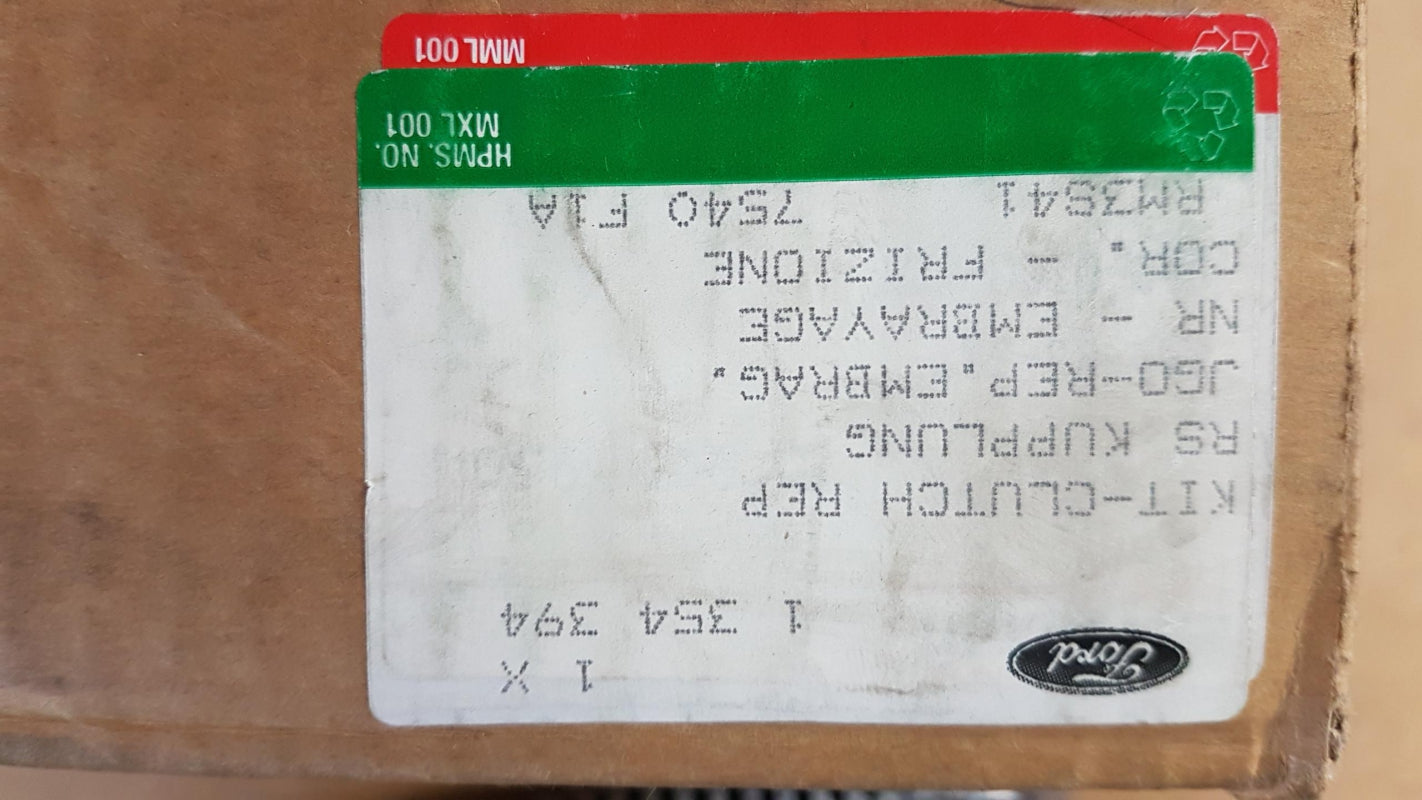 1 X
Ford
1 354 394
KIT-CLUTCH REP
RS KUPPLUNG
JGO-REP.EMBRAG.
NR - EMBRAYAGE
COR. - FRIZIONE
RM3S41 7540 F1A
HPMS. NO.
MXL 001
MML 001